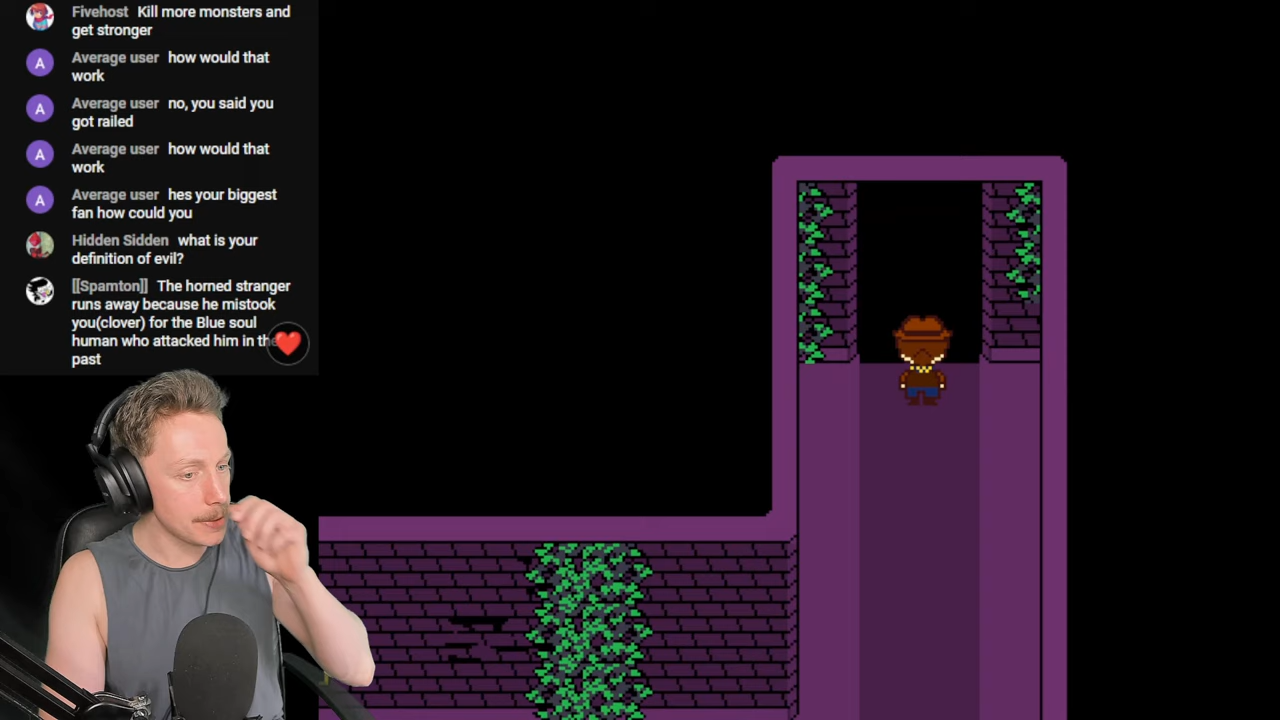 Fivehost Kill more monsters and
get stronger
A Average user how would that
work
A Average user no, you said you
got railed
A Average user how would that
work
A Average user hes your biggest
fan how could you
Hidden Sidden what is your
definition of evil?
[[Spamton]] The horned stranger
runs away because he mistook
you(clover) for the Blue soul
human who attacked him in the
past